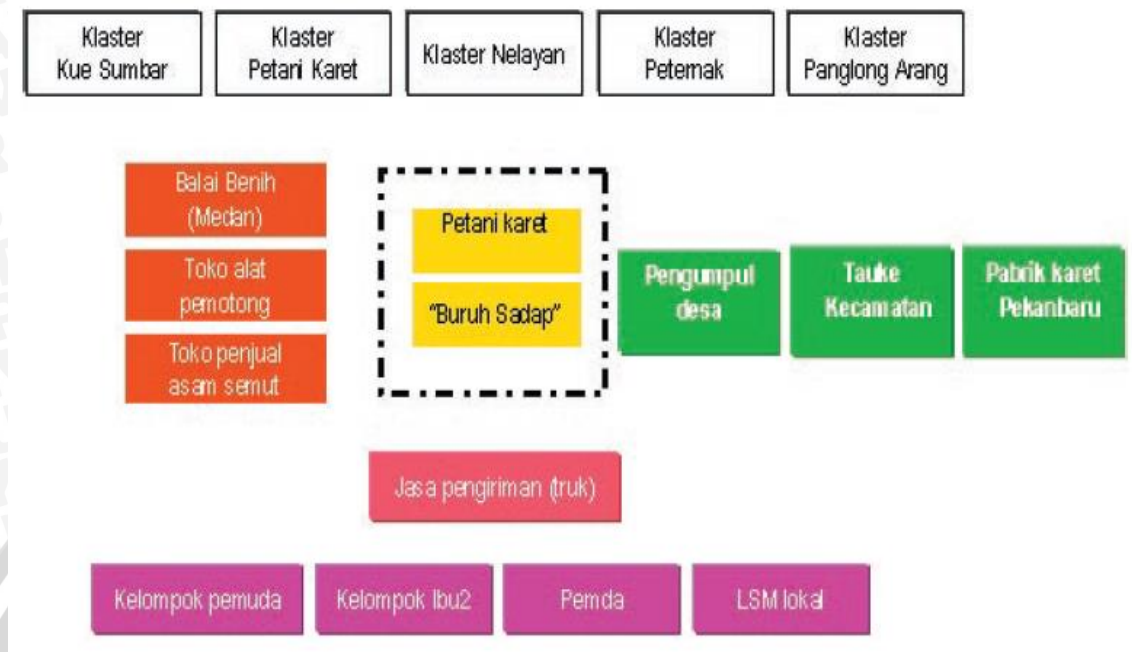 Klaster
Kue Sumbar
Klaster
Petani Karet
Klaster Nelayan
Klaster
Peternak
Klaster
Panglong Arang
Balai Benih
(Medan)
Toko alat
pemotong
Toko penjual
asam semut
Petani karet
"Buruh Sadap"
Pengumpul
desa
Tauke
Kecamatan
Pabrik karet
Pekanbaru
Jasa pengiriman (truk)
Kelompok pemuda
Kelompok Ibu2
Pemda
LSM lokal